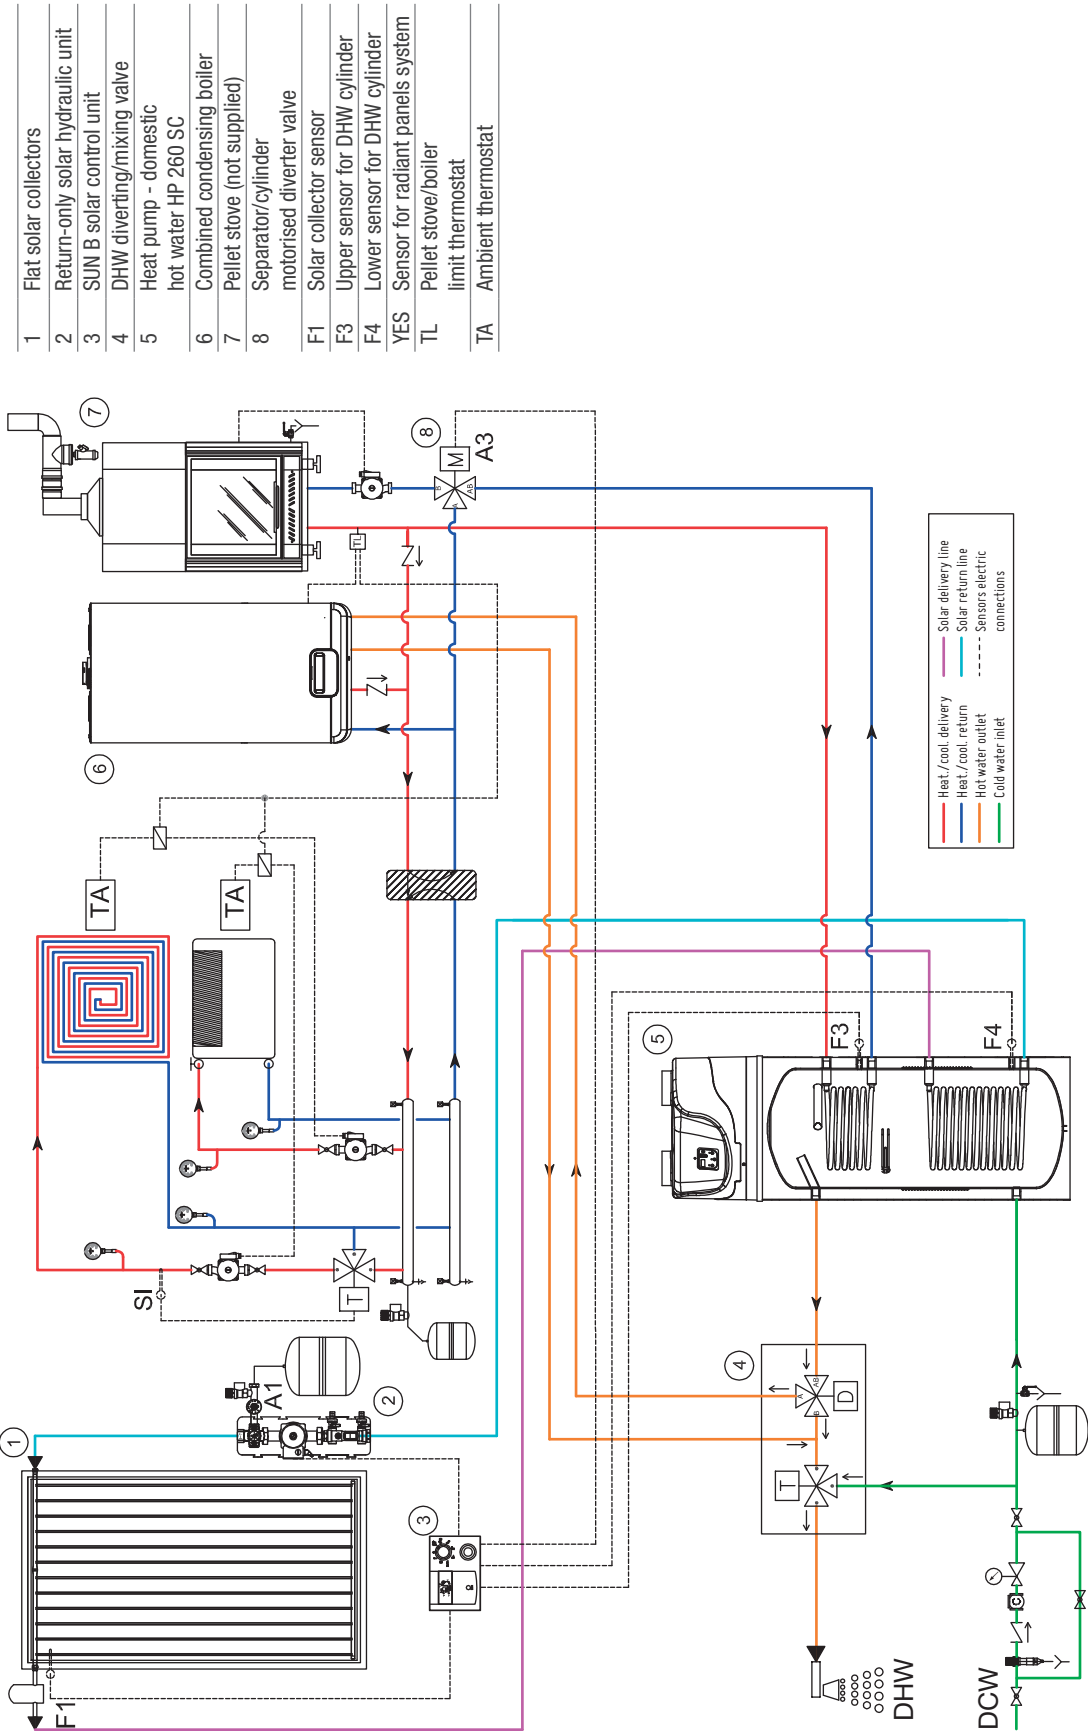 1 Flat solar collectors
2 Return-only solar hydraulic unit
3 SUN B solar control unit
4 DHW diverting/mixing valve
5 Heat pump - domestic
hot water HP 260 SC
6 Combined condensing boiler
7 Pellet stove (not supplied)
8 Separator/cylinder
motorised diverter valve
F1 Solar collector sensor
F3 Upper sensor for DHW cylinder
F4 Lower sensor for DHW cylinder
YES Sensor for radiant panels system
TL Pellet stove/boiler
limit thermostat
TA Ambient thermostat
7
8
M
A3
B
A
AB
TL
6
TA
TA
SI
T
1
A1
2
3
F1
5
F3
F4
4
A
AB
B
D
T
C
DHW
DCW
Heat./cool. delivery
Heat./cool. return
Hot water outlet
Cold water inlet
Solar delivery line
Solar return line
Sensors electric
connections